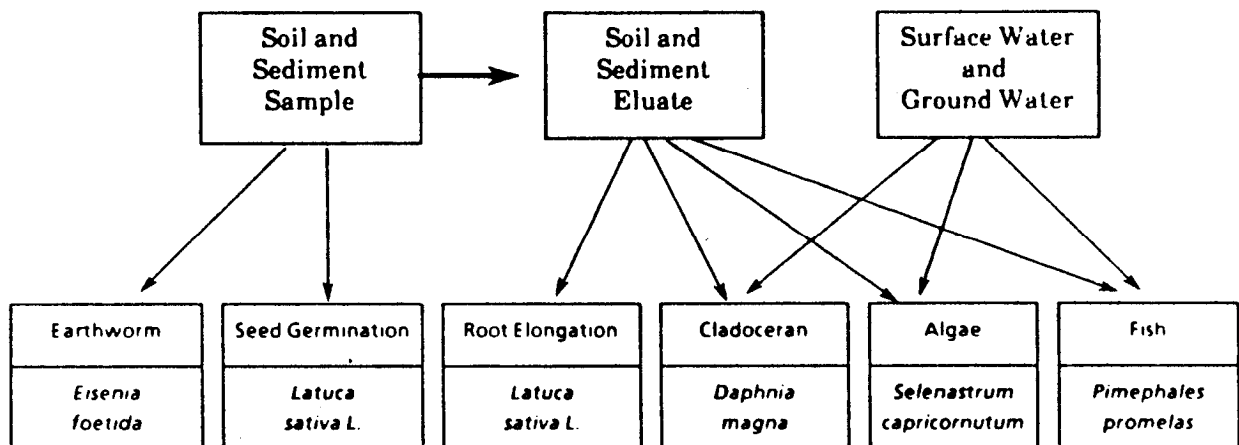 Soil and
Sediment
Sample
Soil and
Sediment
Eluate
Surface Water
and
Ground Water
Earthworm
Seed Germination
Root Elongation
Cladoceran
Algae
Fish
Eisenia
foetida
Latuca
sativa L.
Latuca
sativa L.
Daphnia
magna
Selenastrum
capricornutum
Pimephales
promelas